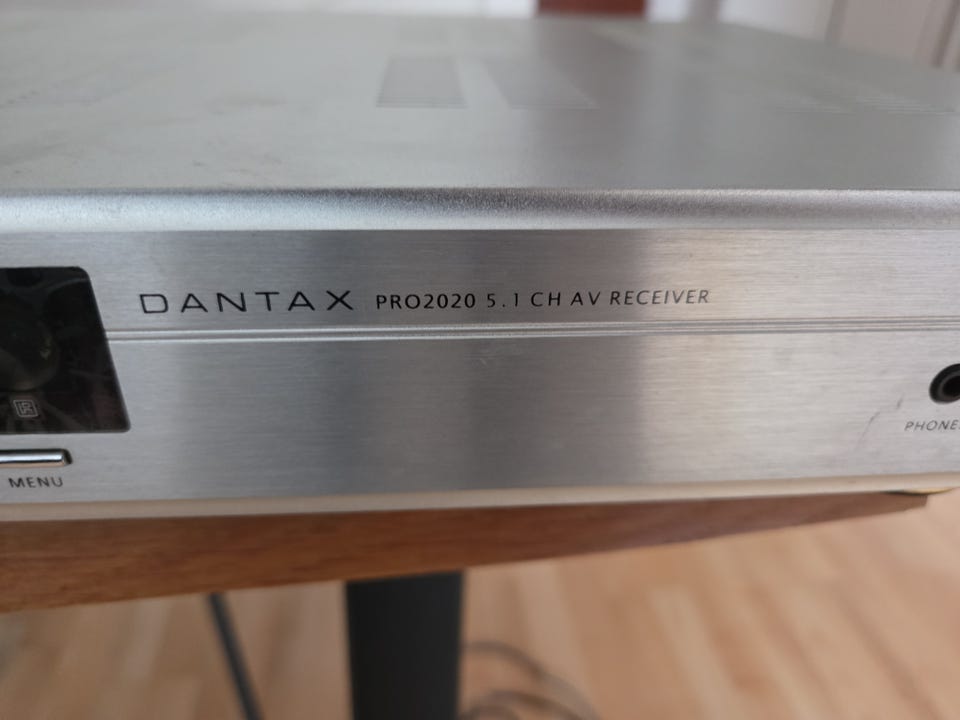 DANTAX PRO2020 5.1 CH AV RECEIVER
MENU